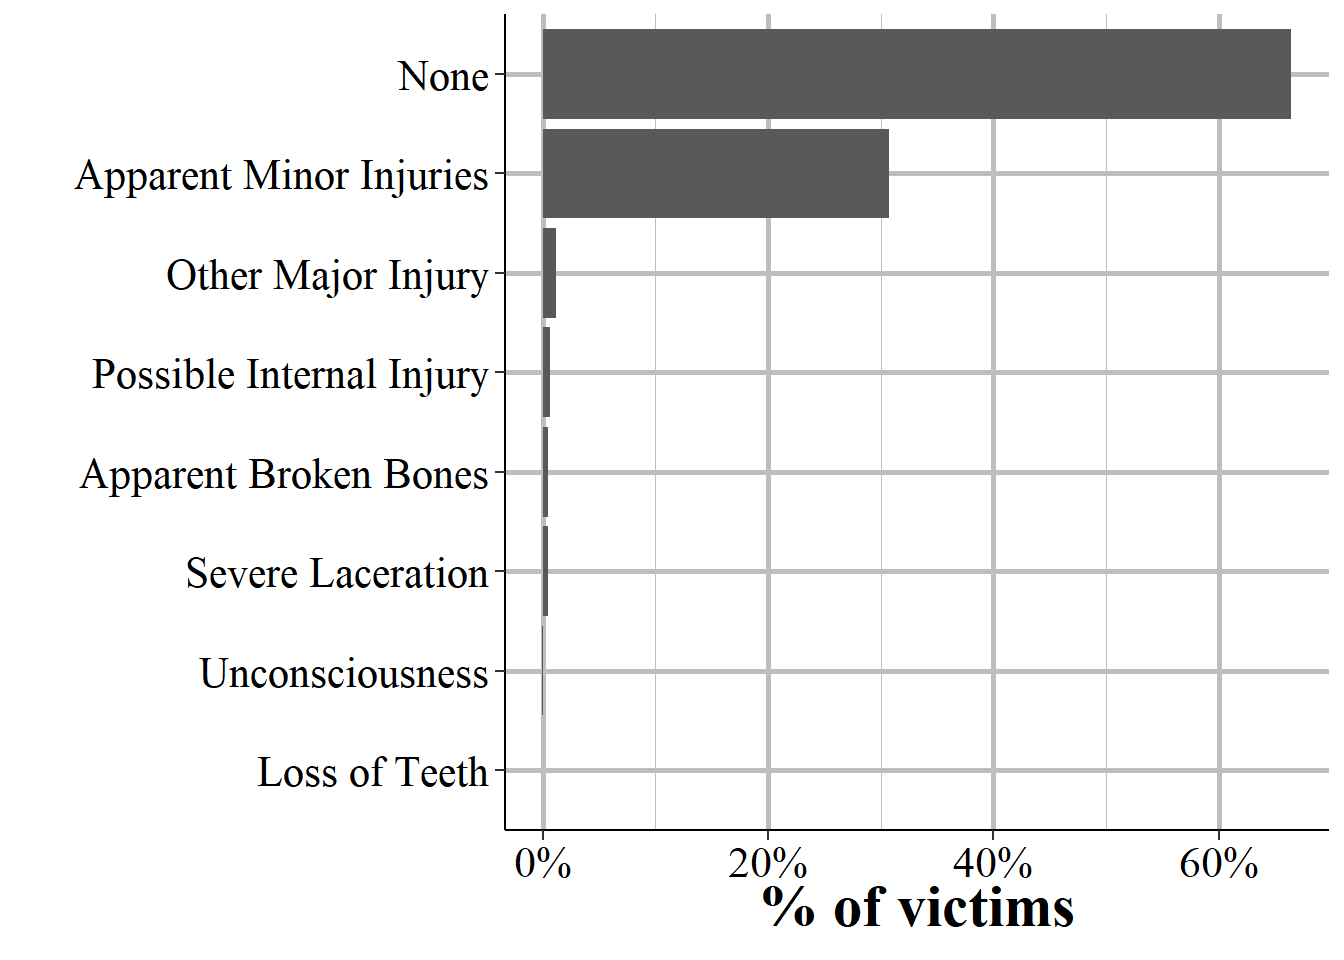 None
Apparent Minor Injuries
Other Major Injury
Possible Internal Injury
Apparent Broken Bones
Severe Laceration
Unconsciousness
Loss of Teeth
0% 20% 40% 60%
% of victims